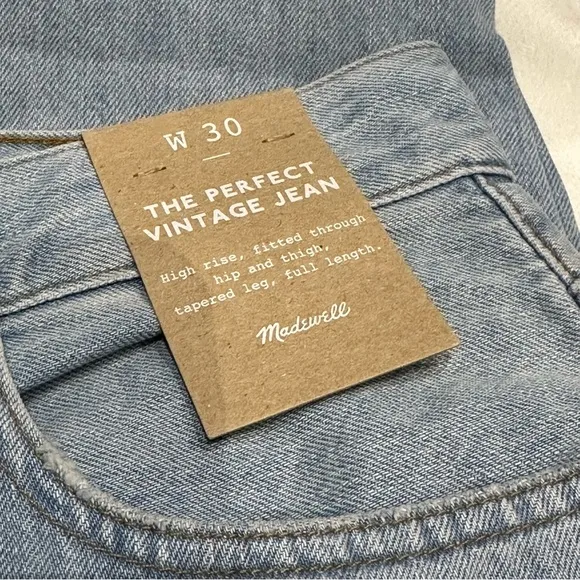 W 30
THE PERFECT
VINTAGE JEAN
High rise, fitted through
hip and thigh,
tapered leg, full length.
Madewell